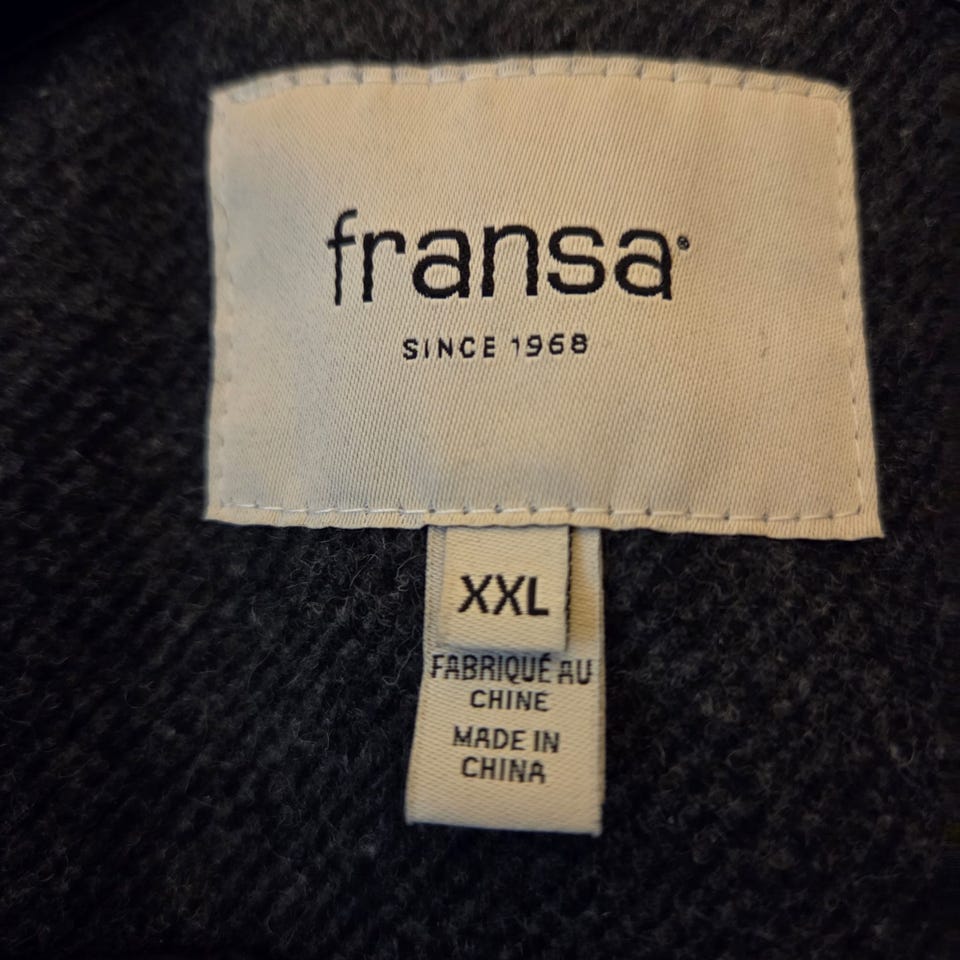 fransa®
SINCE 1968
XXL
FABRIQUÉ AU
CHINE
MADE IN
CHINA